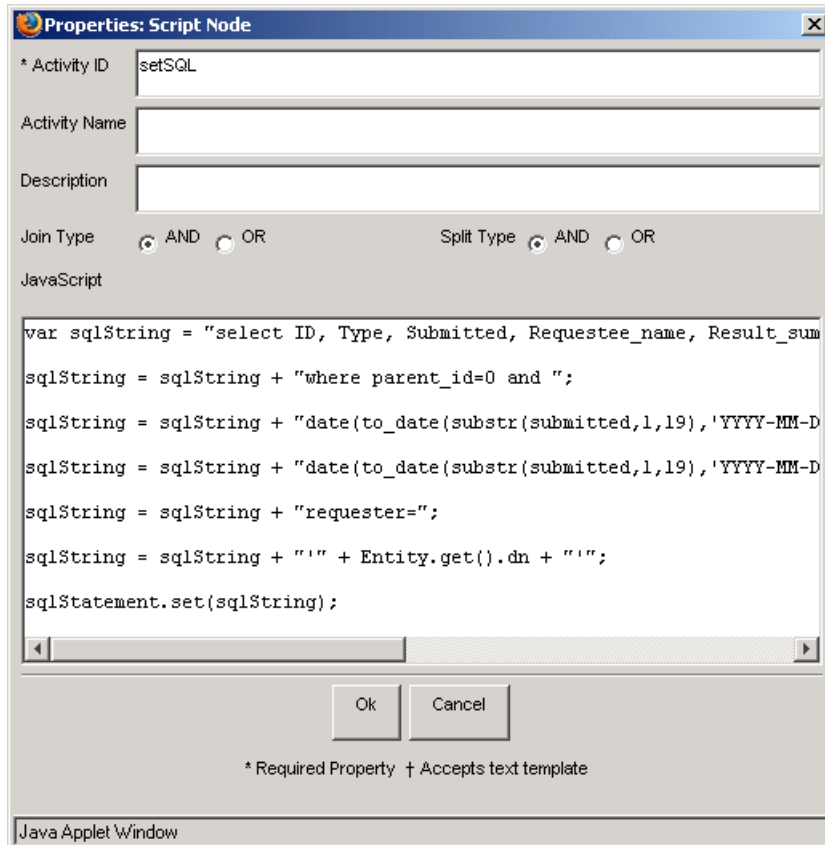 Properties: Script Node
* Activity ID setSQL
Activity Name
Description
Join Type AND OR Split Type AND OR
JavaScript
var sqlString = "select ID, Type, Submitted, Requestee_name, Result_sum
sqlString = sqlString + "where parent_id=0 and ";
sqlString = sqlString + "date(to_date(substr(submitted,1,19),'YYYY-MM-D
sqlString = sqlString + "date(to_date(substr(submitted,1,19),'YYYY-MM-D
sqlString = sqlString + "requester=";
sqlString = sqlString + "'" + Entity.get().dn + "'";
sqlStatement.set(sqlString);
Ok Cancel
* Required Property † Accepts text template
Java Applet Window